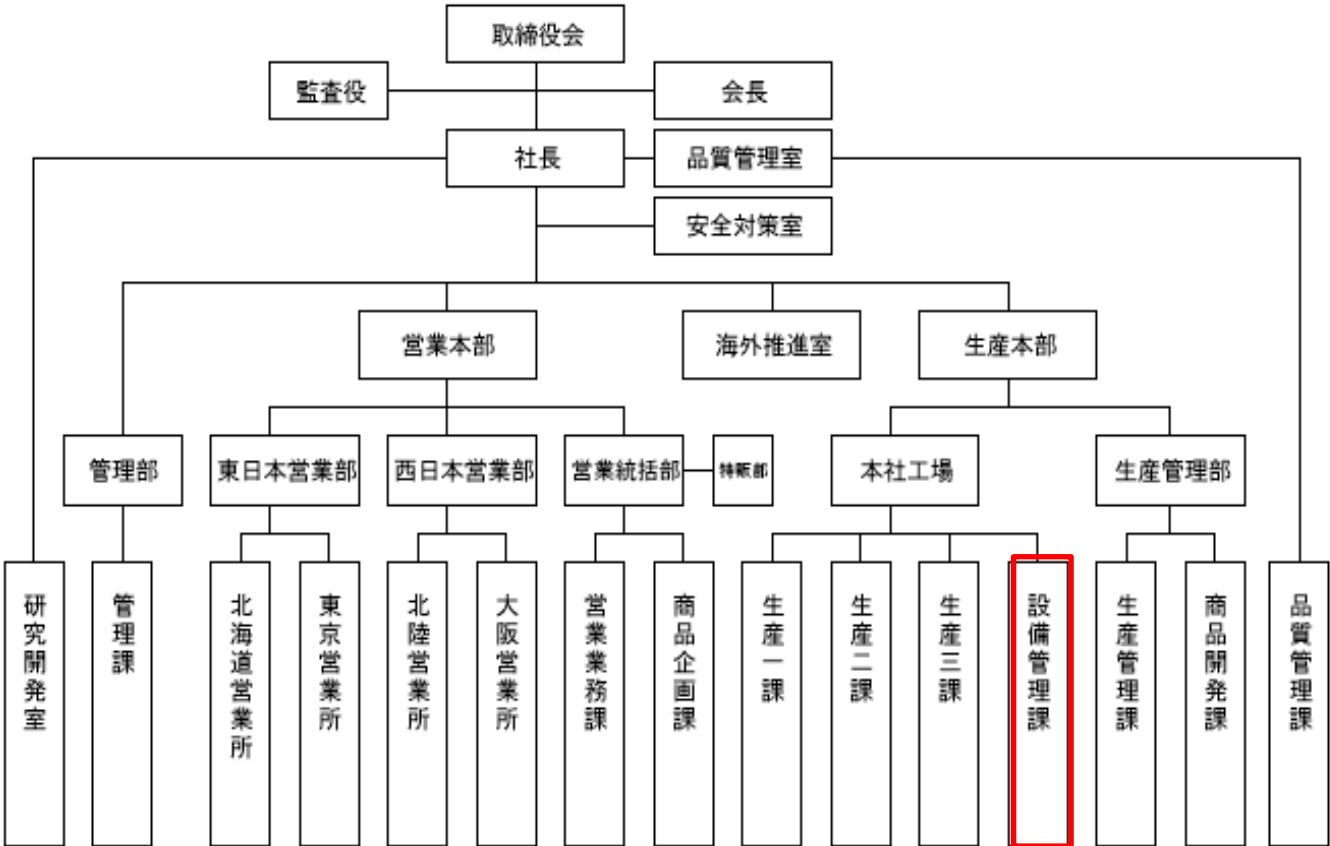 取締役会
監査役
会長
社長
品質管理室
安全対策室
営業本部
海外推進室
生産本部
管理部
東日本営業部
西日本営業部
営業統括部
特販部
本社工場
生産管理部
研究開発室
管理課
北海道営業所
東京営業所
北陸営業所
大阪営業所
営業業務課
商品企画課
生産一課
生産二課
生産三課
設備管理課
生産管理課
商品開発課
品質管理課